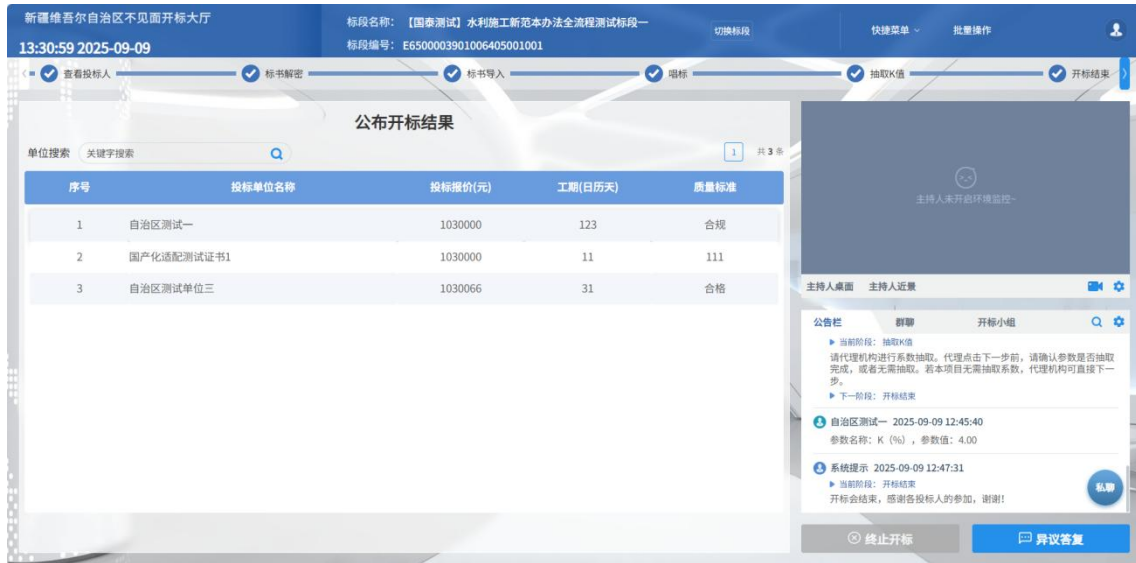 新疆维吾尔自治区不见面开标大厅
13:30:59 2025-09-09
标段名称： 【国泰测试】水利施工新范本办法全流程测试标段一
标段编号： E6500003901006405001001
切换标段
快捷菜单
批量操作
查看投标人
标书解密
标书导入
唱标
抽取K值
开标结束
公布开标结果
单位搜索
关键字搜索
1
共 3 条
序号 投标单位名称 投标报价(元) 工期(日历天) 质量标准
1 自治区测试一 1030000 123 合规
2 国产化适配测试证书1 1030000 11 111
3 自治区测试单位三 1030066 31 合格
主持人未开启环境监控~
主持人桌面 主持人近景
公告栏 群聊 开标小组
当前阶段： 抽取K值
请代理机构进行系数抽取。代理点击下一步前，请确认参数是否抽取
完成，或者无需抽取。若本项目无需抽取系数，代理机构可直接下一
步。
下一阶段： 开标结束
自治区测试一 2025-09-09 12:45:40
参数名称：K（%），参数值：4.00
系统提示 2025-09-09 12:47:31
当前阶段： 开标结束
开标会结束，感谢各投标人的参加，谢谢！
私聊
终止开标
异议答复